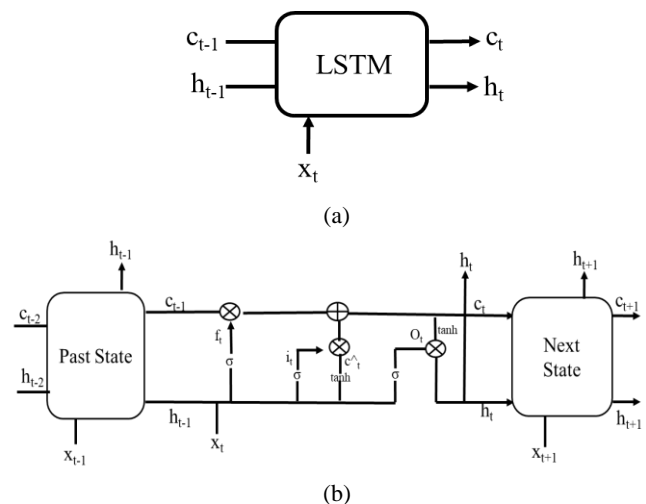 c_{t-1} LSTM c_t
h_{t-1} h_t
x_t
(a)
h_{t-1} h_t h_{t+1}
c_{t-2} c_{t-1} c_t c_{t+1}
f_t i_t c^_t O_t tanh
Past State σ σ tanh σ Next
State
h_{t-2} h_{t-1} h_t h_{t+1}
x_{t-1} x_t x_{t+1}
(b)